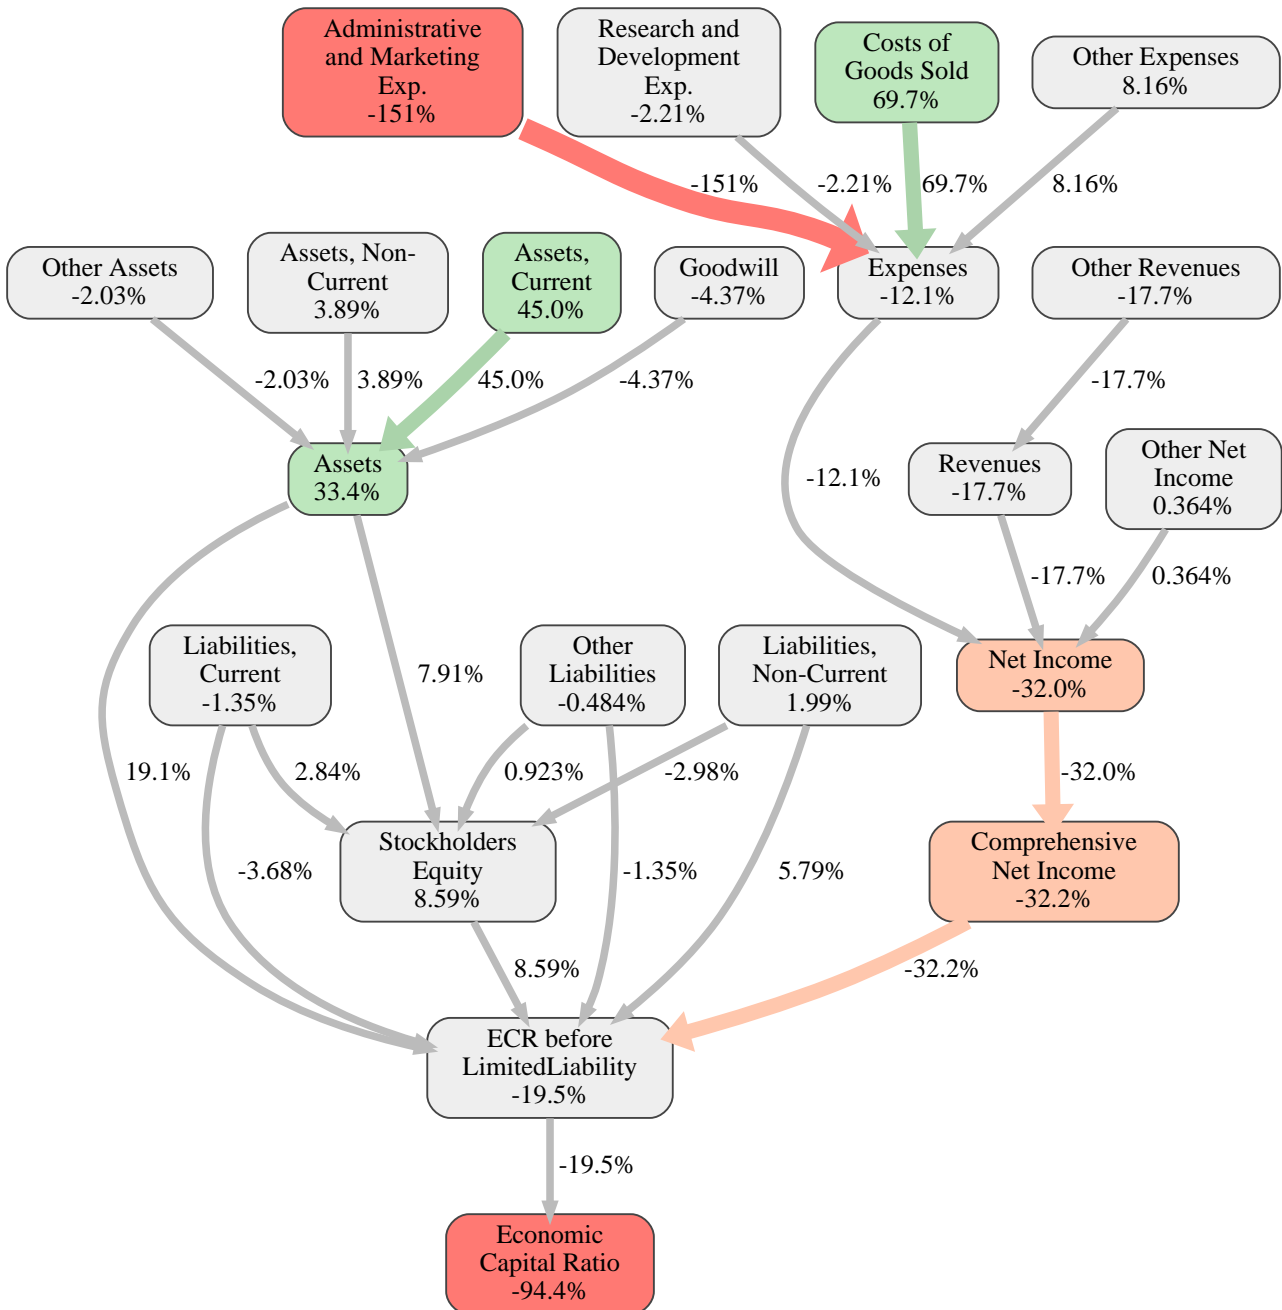 Administrative
and Marketing
Exp.
-151%
Research and
Development
Exp.
-2.21%
Costs of
Goods Sold
69.7%
Other Expenses
8.16%
-151%
-2.21%
69.7%
8.16%
Other Assets
-2.03%
Assets, Non-
Current
3.89%
Assets,
Current
45.0%
Goodwill
-4.37%
Expenses
-12.1%
Other Revenues
-17.7%
-2.03%
3.89%
45.0%
-4.37%
-17.7%
Assets
33.4%
-12.1%
Revenues
-17.7%
Other Net
Income
0.364%
-17.7%
0.364%
Liabilities,
Current
-1.35%
7.91%
Other
Liabilities
-0.484%
Liabilities,
Non-Current
1.99%
Net Income
-32.0%
19.1%
2.84%
0.923%
-2.98%
-32.0%
-3.68%
Stockholders
Equity
8.59%
-1.35%
5.79%
Comprehensive
Net Income
-32.2%
8.59%
-32.2%
ECR before
LimitedLiability
-19.5%
-19.5%
Economic
Capital Ratio
-94.4%